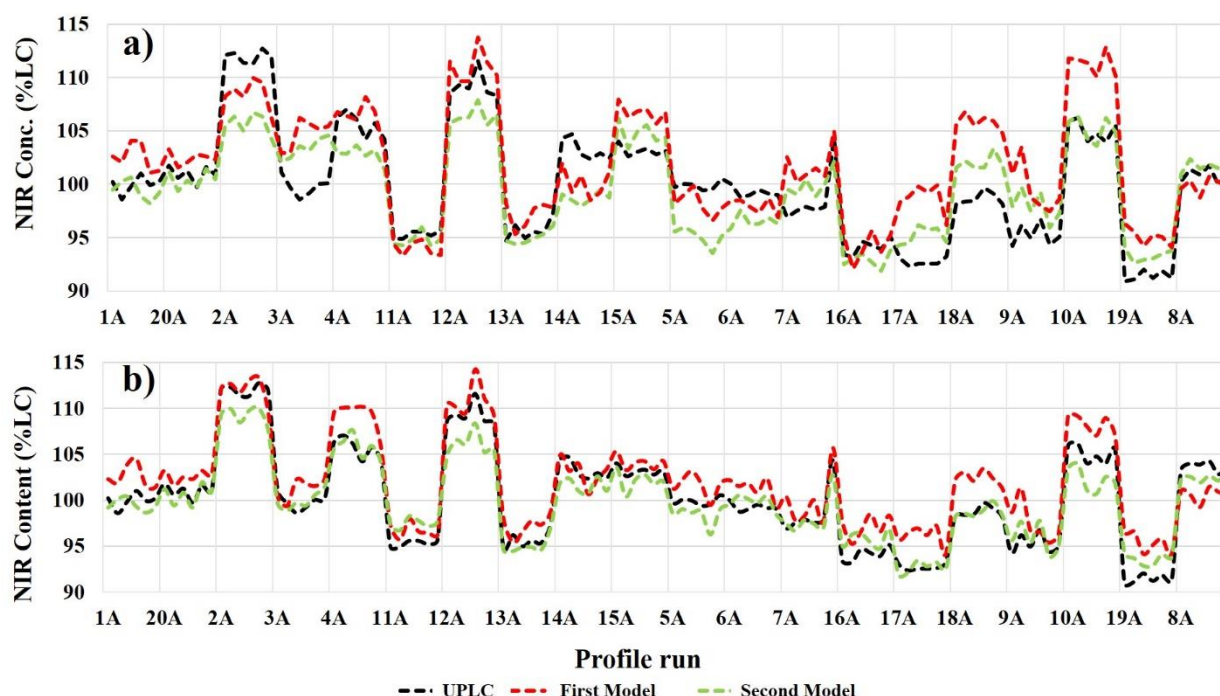 a)
NIR Conc. (%LC)
115
110
105
100
95
90
1A 20A 2A 3A 4A 11A 12A 13A 14A 15A 5A 6A 7A 16A 17A 18A 9A 10A 19A 8A
b)
NIR Content (%LC)
115
110
105
100
95
90
1A 20A 2A 3A 4A 11A 12A 13A 14A 15A 5A 6A 7A 16A 17A 18A 9A 10A 19A 8A
Profile run
UPLC First Model Second Model